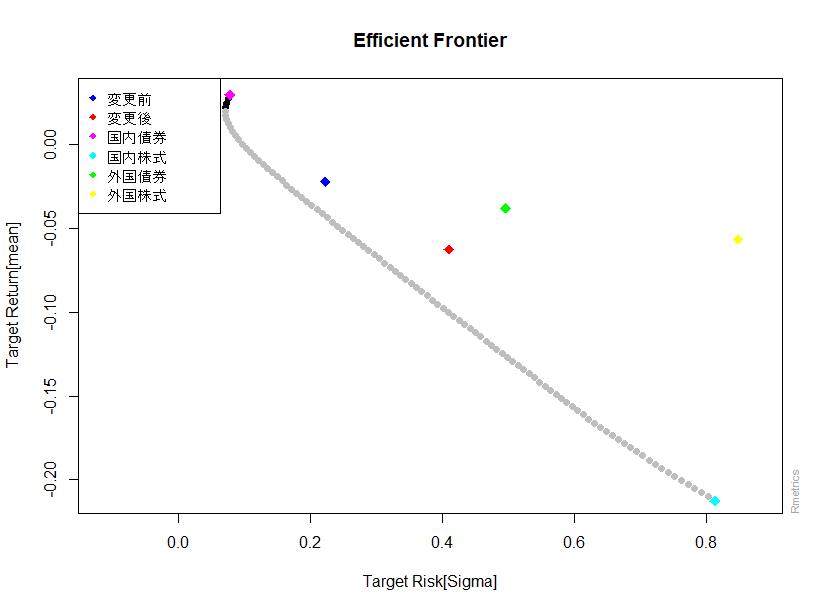 Efficient Frontier
変更前
変更後
国内債券
国内株式
外国債券
外国株式
Target Return[mean]
0.00
-0.05
-0.10
-0.15
-0.20
0.0
0.2
0.4
0.6
0.8
Target Risk[Sigma]
Rmetrics